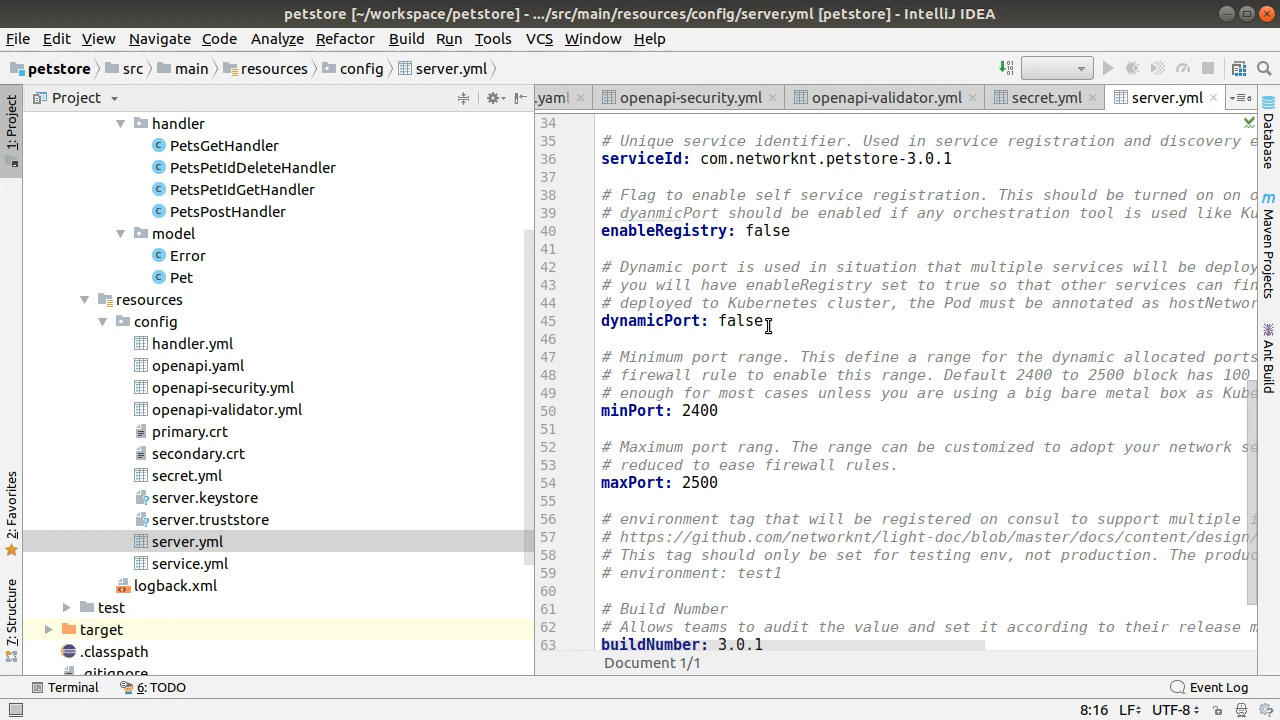 petstore [~/workspace/petstore] - .../src/main/resources/config/server.yml [petstore] - IntelliJ IDEA
File Edit View Navigate Code Analyze Refactor Build Run Tools VCS Window Help
petstore src main resources config server.yml
1: Project
7: Structure
2: Favorites
Project
handler
PetsGetHandler
PetsPetIdDeleteHandler
PetsPetIdGetHandler
PetsPostHandler
model
Error
Pet
resources
config
handler.yml
openapi.yaml
openapi-security.yml
openapi-validator.yml
primary.crt
secondary.crt
secret.yml
server.keystore
server.truststore
server.yml
service.yml
logback.xml
test
target
.classpath
.gitignore
.yaml openapi-security.yml openapi-validator.yml secret.yml server.yml
34
35 # Unique service identifier. Used in service registration and discovery e
36 serviceId: com.networknt.petstore-3.0.1
37
38 # Flag to enable self service registration. This should be turned on on o
39 # dyanmicPort should be enabled if any orchestration tool is used like Ku
40 enableRegistry: false
41
42 # Dynamic port is used in situation that multiple services will be deploy
43 # you will have enableRegistry set to true so that other services can fin
44 # deployed to Kubernetes cluster, the Pod must be annotated as hostNetwor
45 dynamicPort: false
46
47 # Minimum port range. This define a range for the dynamic allocated ports
48 # firewall rule to enable this range. Default 2400 to 2500 block has 100
49 # enough for most cases unless you are using a big bare metal box as Kube
50 minPort: 2400
51
52 # Maximum port rang. The range can be customized to adopt your network se
53 # reduced to ease firewall rules.
54 maxPort: 2500
55
56 # environment tag that will be registered on consul to support multiple i
57 # https://github.com/networknt/light-doc/blob/master/docs/content/design/
58 # This tag should only be set for testing env, not production. The produc
59 # environment: test1
60
61 # Build Number
62 # Allows teams to audit the value and set it according to their release m
63 buildNumber: 3.0.1
Document 1/1
Database
Maven Projects
Ant Build
Terminal 6: TODO Event Log
8:16 LF UTF-8